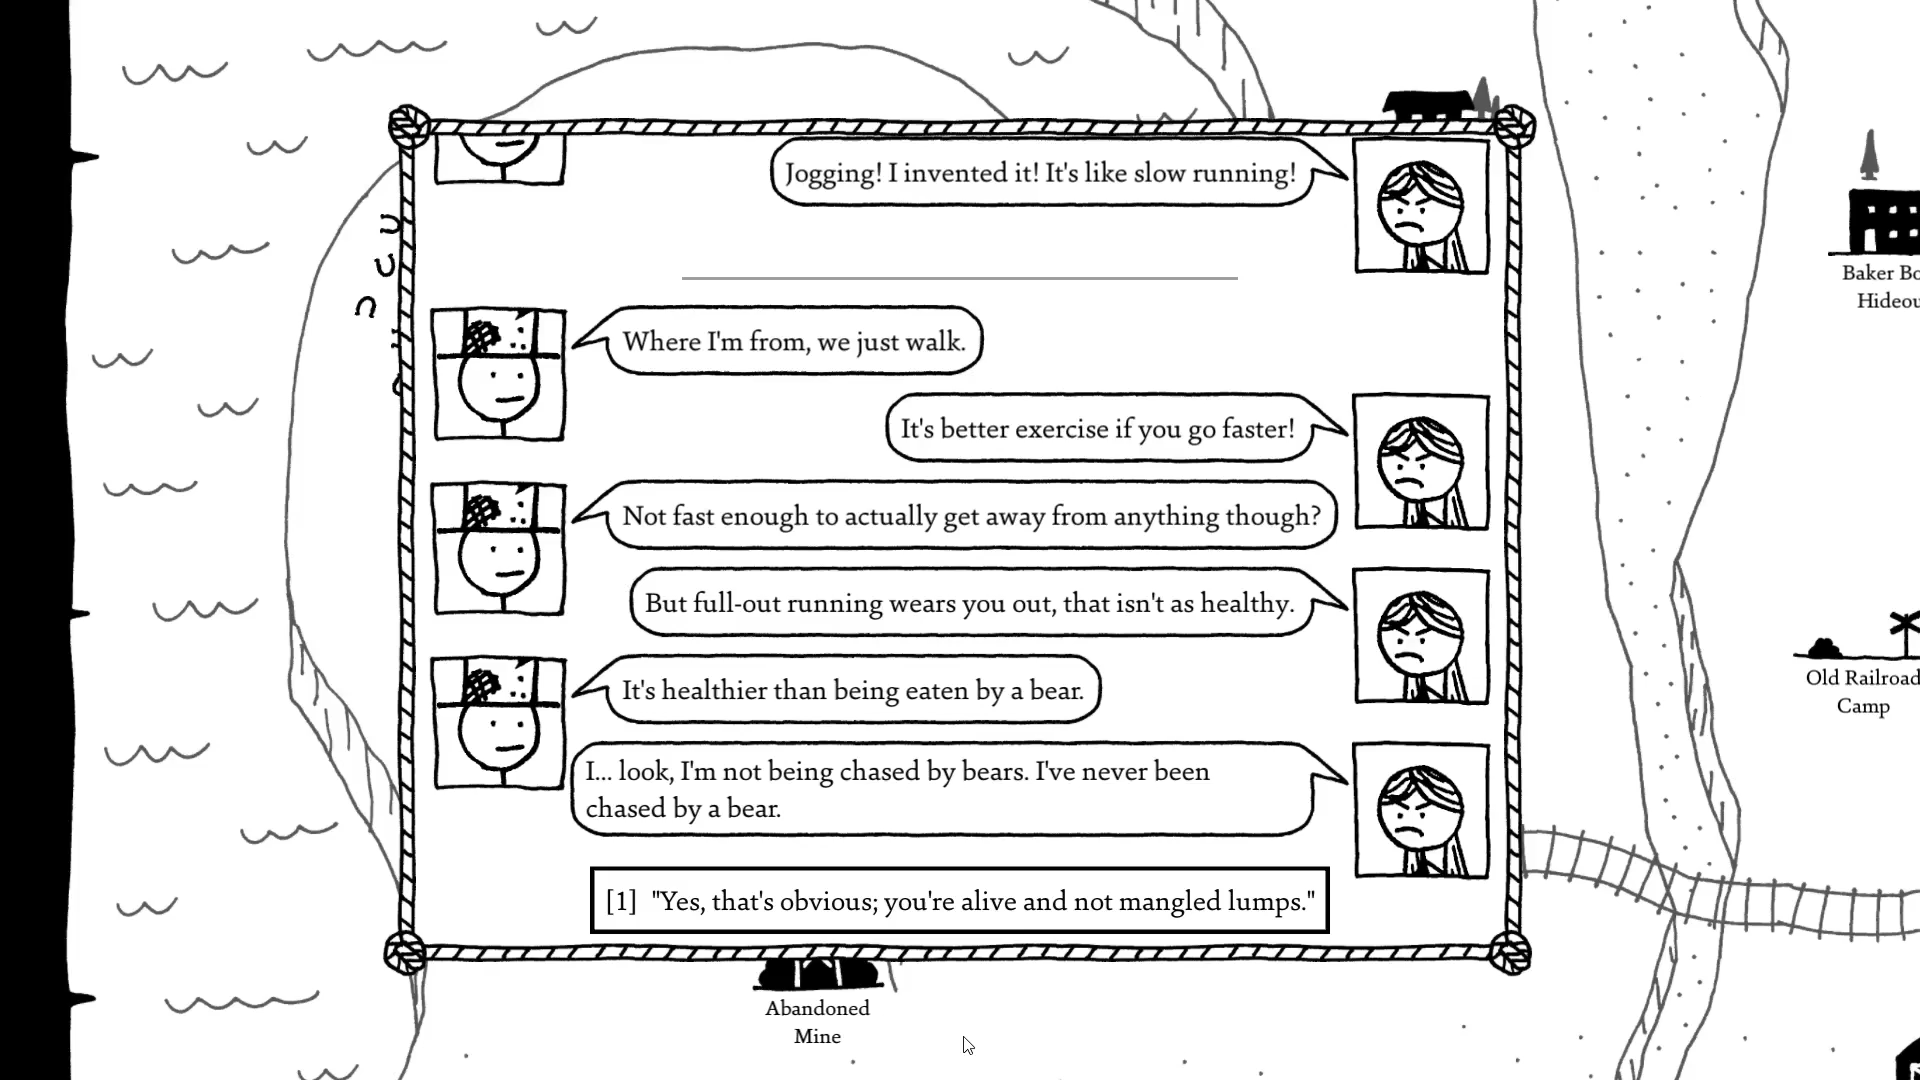 Jogging! I invented it! It's like slow running!
Where I'm from, we just walk.
It's better exercise if you go faster!
Not fast enough to actually get away from anything though?
But full-out running wears you out, that isn't as healthy.
It's healthier than being eaten by a bear.
I... look, I'm not being chased by bears. I've never been
chased by a bear.
[1] "Yes, that's obvious; you're alive and not mangled lumps."
Baker Bo
Hideou
Old Railroad
Camp
Abandoned
Mine